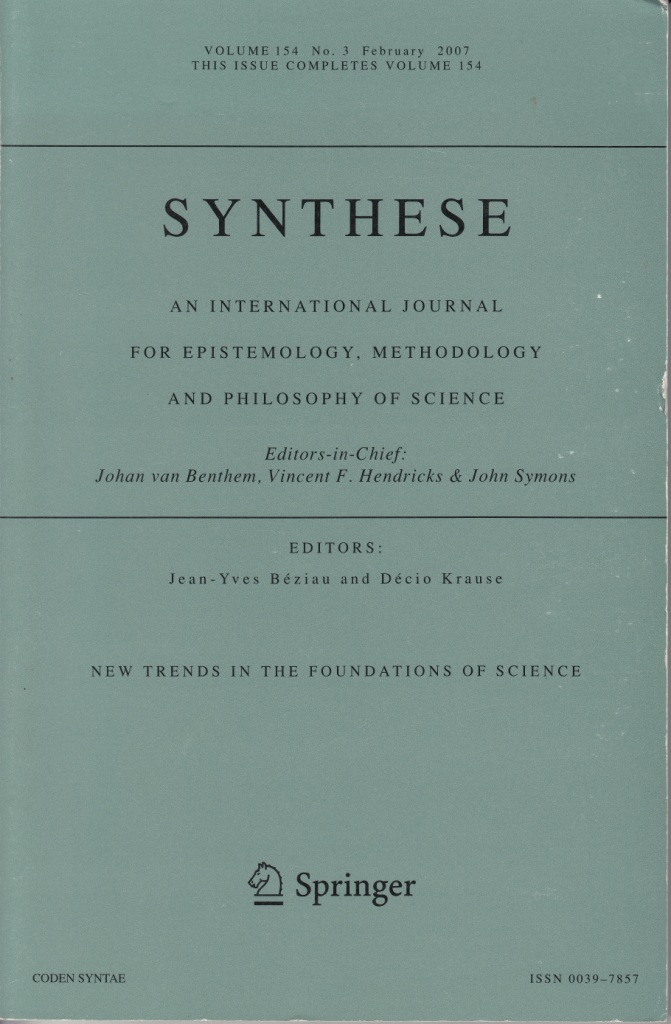 VOLUME 154 No. 3 February 2007
THIS ISSUE COMPLETES VOLUME 154
SYNTHESE
AN INTERNATIONAL JOURNAL
FOR EPISTEMOLOGY, METHODOLOGY
AND PHILOSOPHY OF SCIENCE
Editors-in-Chief:
Johan van Benthem, Vincent F. Hendricks & John Symons
EDITORS:
Jean-Yves Béziau and Décio Krause
NEW TRENDS IN THE FOUNDATIONS OF SCIENCE
Springer
CODEN SYNTAE
ISSN 0039–7857